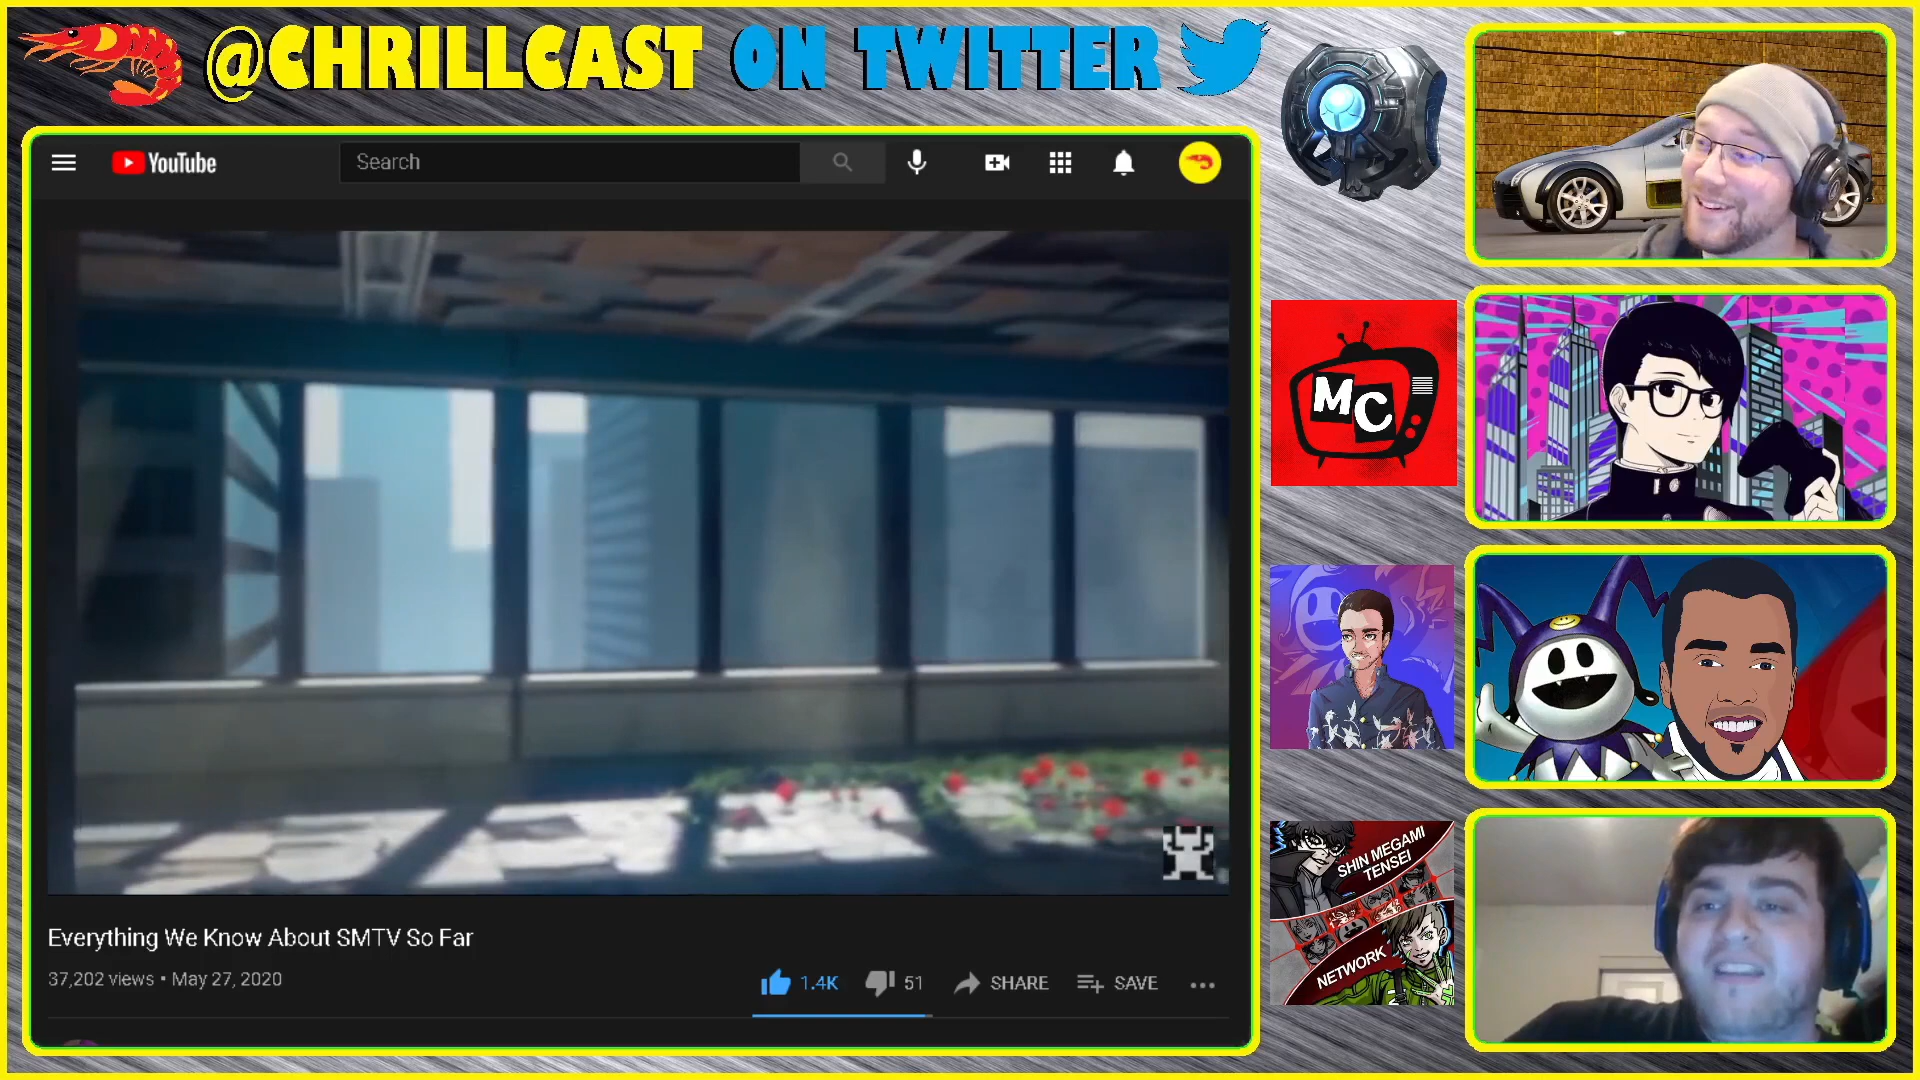 @CHRILLCAST ON TWITTER
YouTube
Search
MC
SHIN MEGAMI
TENSEI
NETWORK
Everything We Know About SMTV So Far
37,202 views • May 27, 2020
1.4K
51
SHARE
SAVE